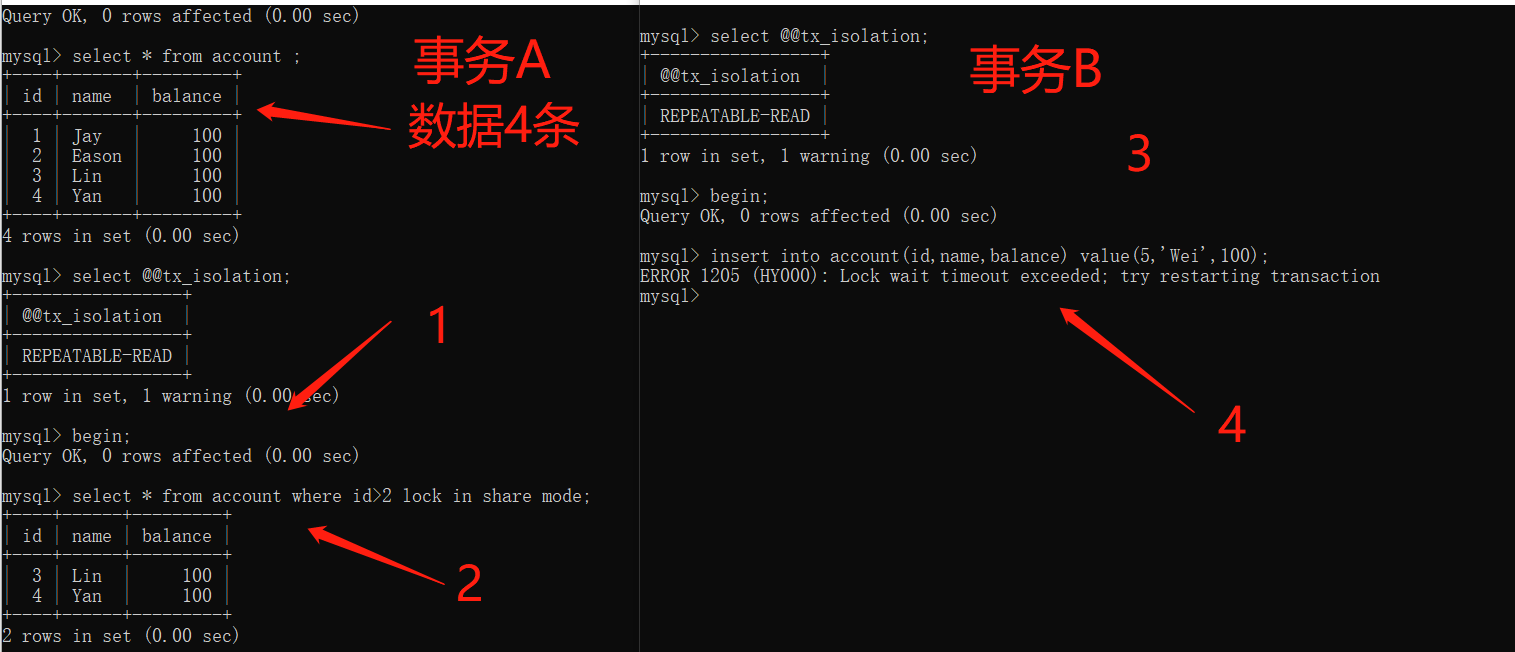 Query OK, 0 rows affected (0.00 sec)
mysql> select * from account ;
+----+-------+---------+
| id | name  | balance |
+----+-------+---------+
|  1 | Jay   |     100 |
|  2 | Eason |     100 |
|  3 | Lin   |     100 |
|  4 | Yan   |     100 |
+----+-------+---------+
4 rows in set (0.00 sec)
mysql> select @@tx_isolation;
+-----------------+
| @@tx_isolation  |
+-----------------+
| REPEATABLE-READ |
+-----------------+
1 row in set, 1 warning (0.00 sec)
mysql> begin;
Query OK, 0 rows affected (0.00 sec)
mysql> select * from account where id>2 lock in share mode;
+----+------+---------+
| id | name | balance |
+----+------+---------+
|  3 | Lin  |     100 |
|  4 | Yan  |     100 |
+----+------+---------+
2 rows in set (0.00 sec)
事务A
数据4条
1
2
mysql> select @@tx_isolation;
+-----------------+
| @@tx_isolation  |
+-----------------+
| REPEATABLE-READ |
+-----------------+
1 row in set, 1 warning (0.00 sec)
mysql> begin;
Query OK, 0 rows affected (0.00 sec)
mysql> insert into account(id,name,balance) value(5,'Wei',100);
ERROR 1205 (HY000): Lock wait timeout exceeded; try restarting transaction
mysql>
事务B
3
4